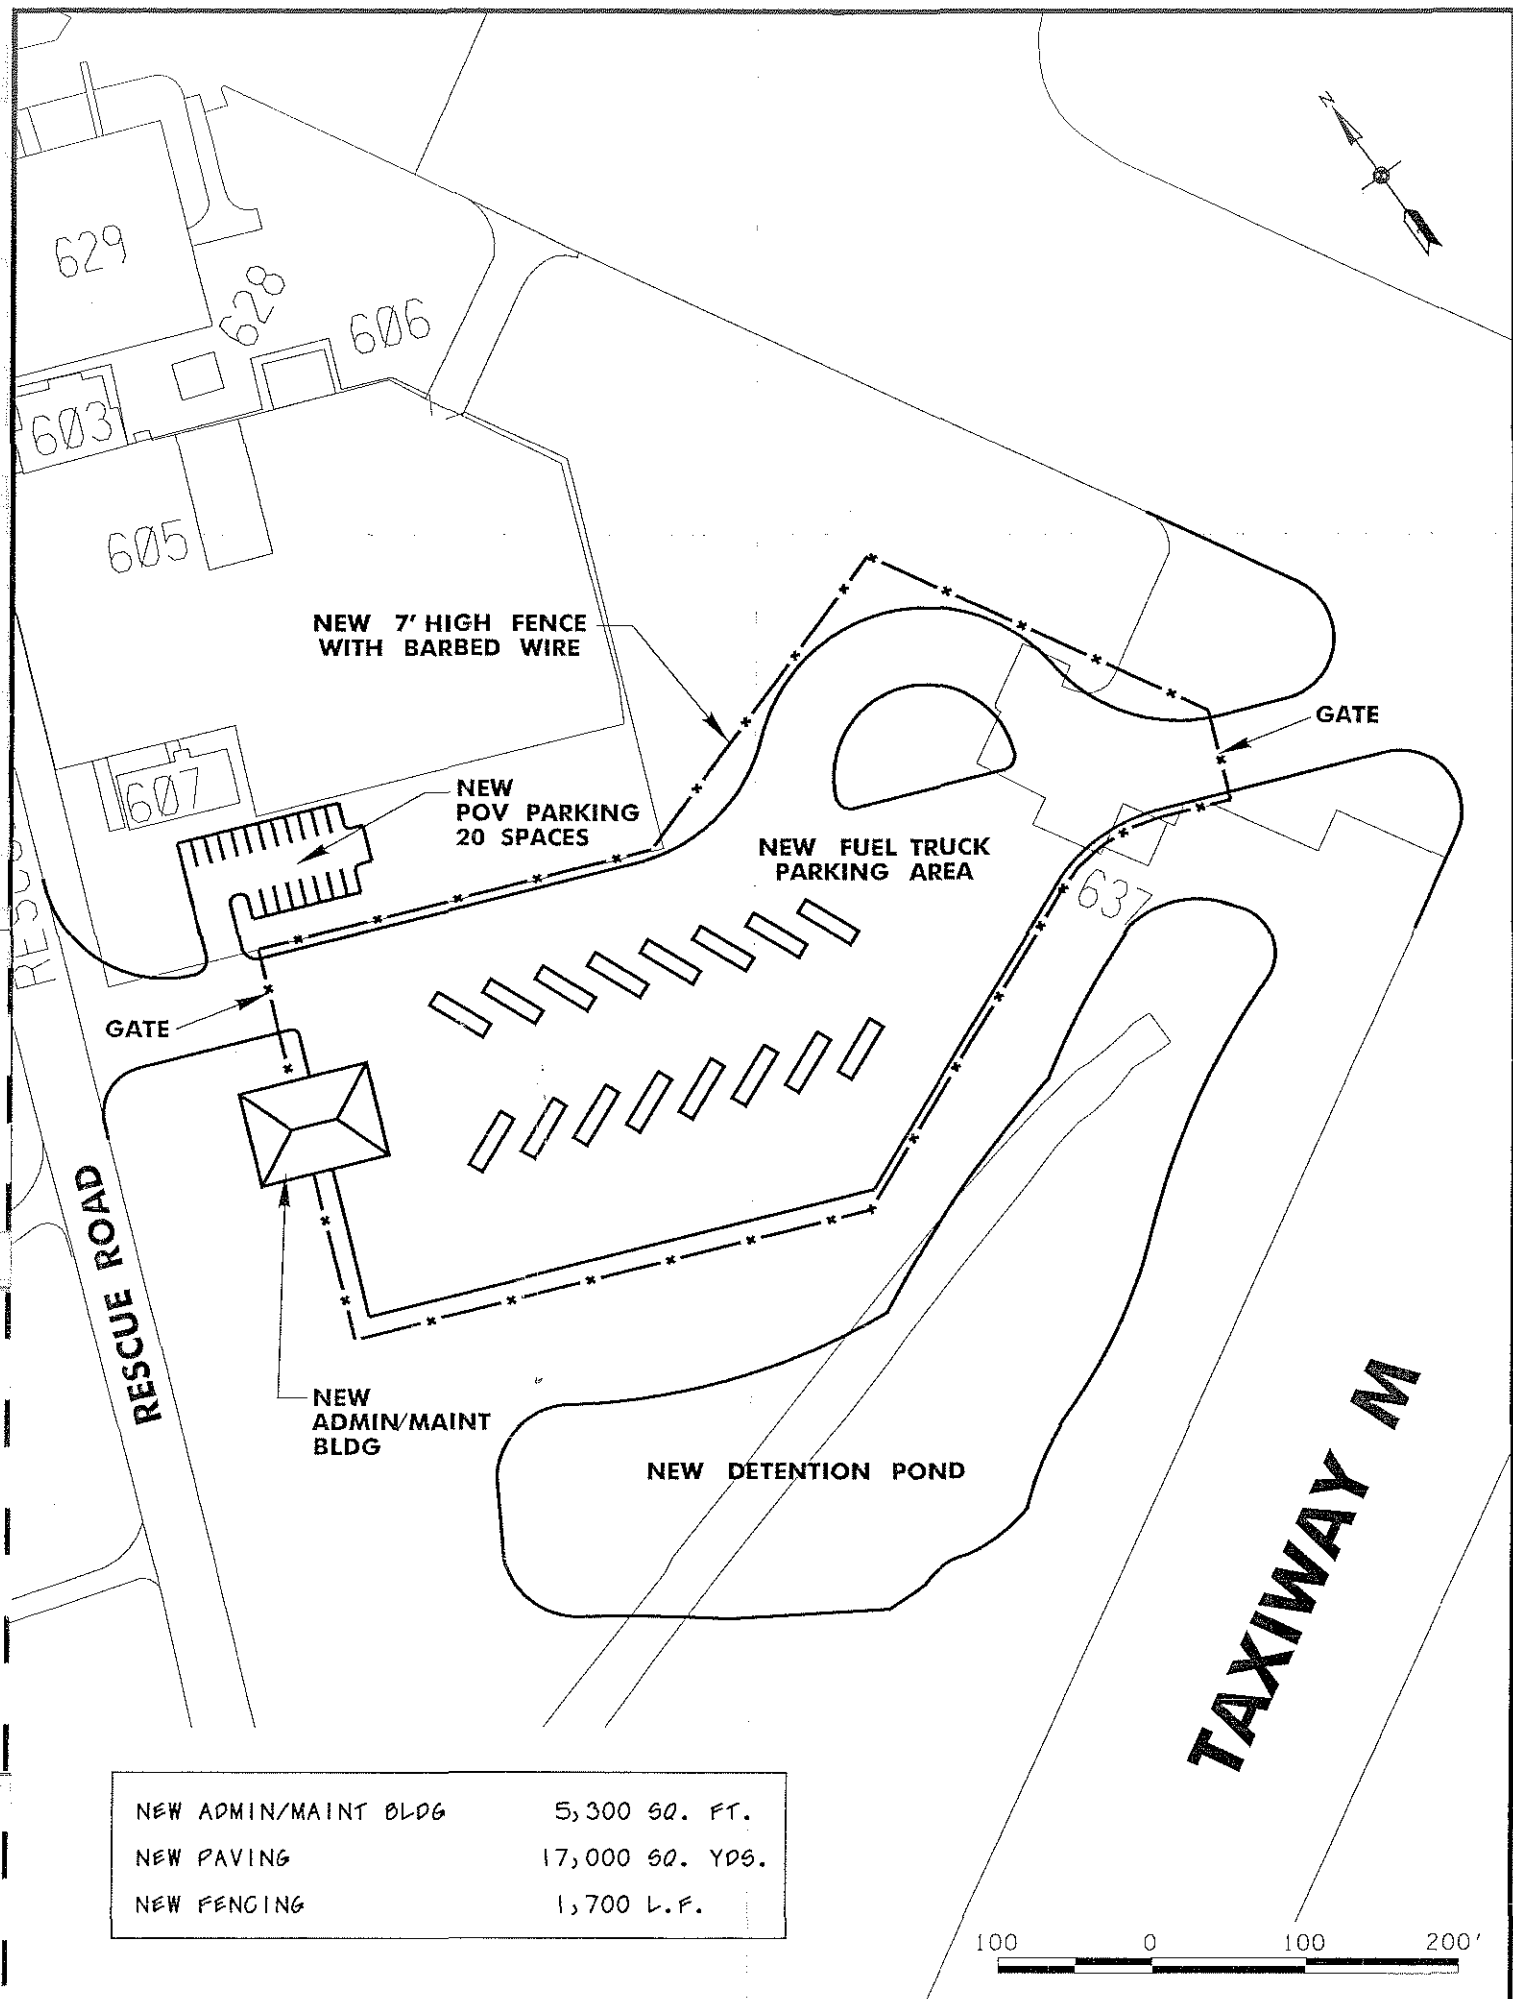 N
629
628
606
603
605
NEW 7' HIGH FENCE
WITH BARBED WIRE
GATE
607
NEW
POV PARKING
20 SPACES
NEW FUEL TRUCK
PARKING AREA
637
GATE
RESCUE ROAD
NEW
ADMIN/MAINT
BLDG
NEW DETENTION POND
TAXIWAY M
NEW ADMIN/MAINT BLDG 5,300 SQ. FT.
NEW PAVING 17,000 SQ. YDS.
NEW FENCING 1,700 L.F.
100 0 100 200'